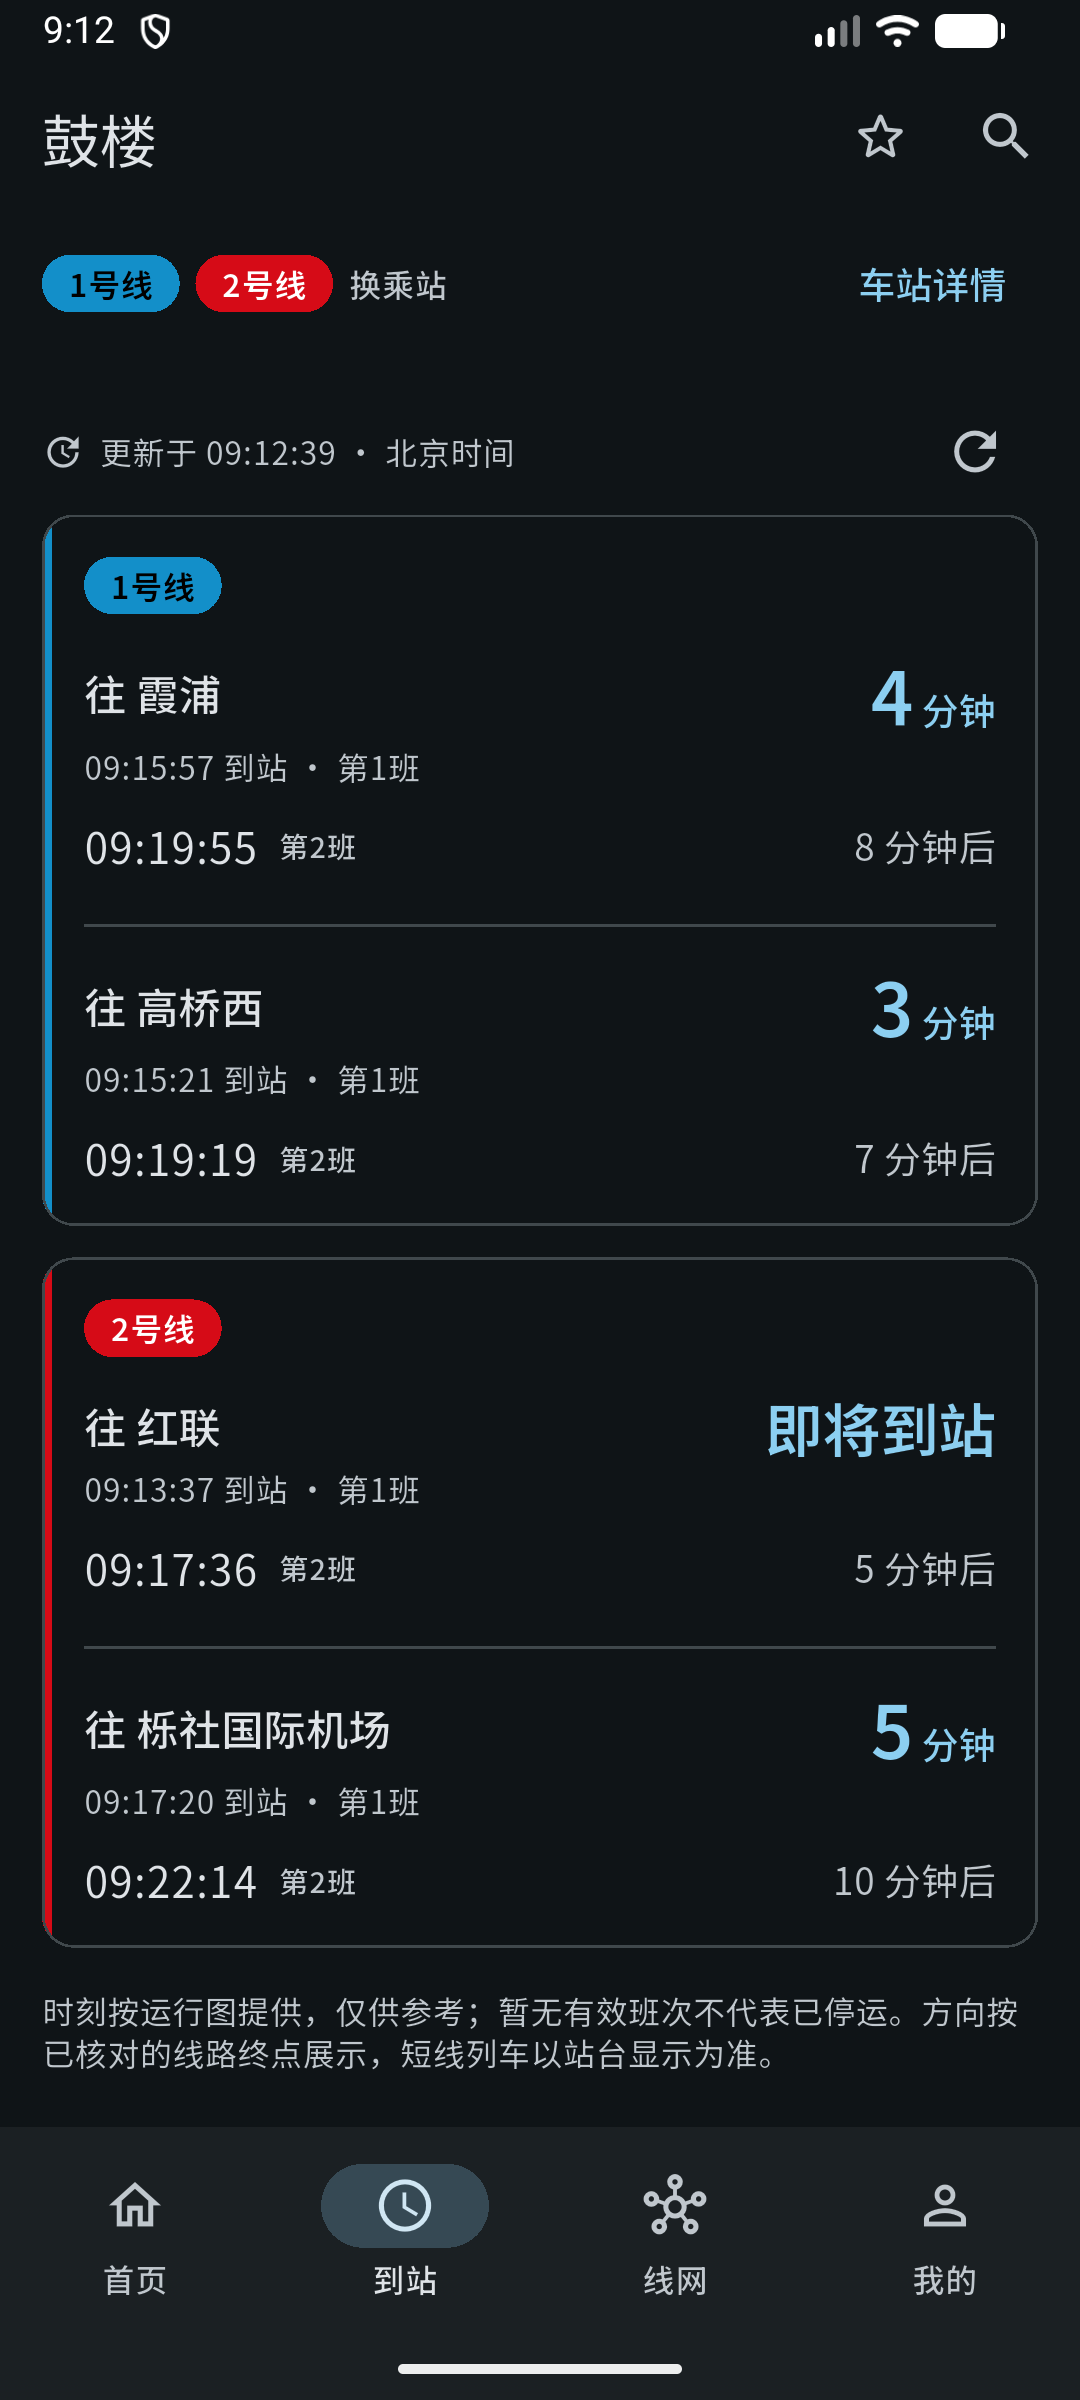 9:12
鼓楼
1号线 2号线 换乘站 车站详情
更新于 09:12:39 · 北京时间
1号线
往 霞浦 4 分钟
09:15:57 到站 · 第1班
09:19:55 第2班 8 分钟后
往 高桥西 3 分钟
09:15:21 到站 · 第1班
09:19:19 第2班 7 分钟后
2号线
往 红联 即将到站
09:13:37 到站 · 第1班
09:17:36 第2班 5 分钟后
往 栎社国际机场 5 分钟
09:17:20 到站 · 第1班
09:22:14 第2班 10 分钟后
时刻按运行图提供，仅供参考；暂无有效班次不代表已停运。方向按
已核对的线路终点展示，短线列车以站台显示为准。
首页 到站 线网 我的